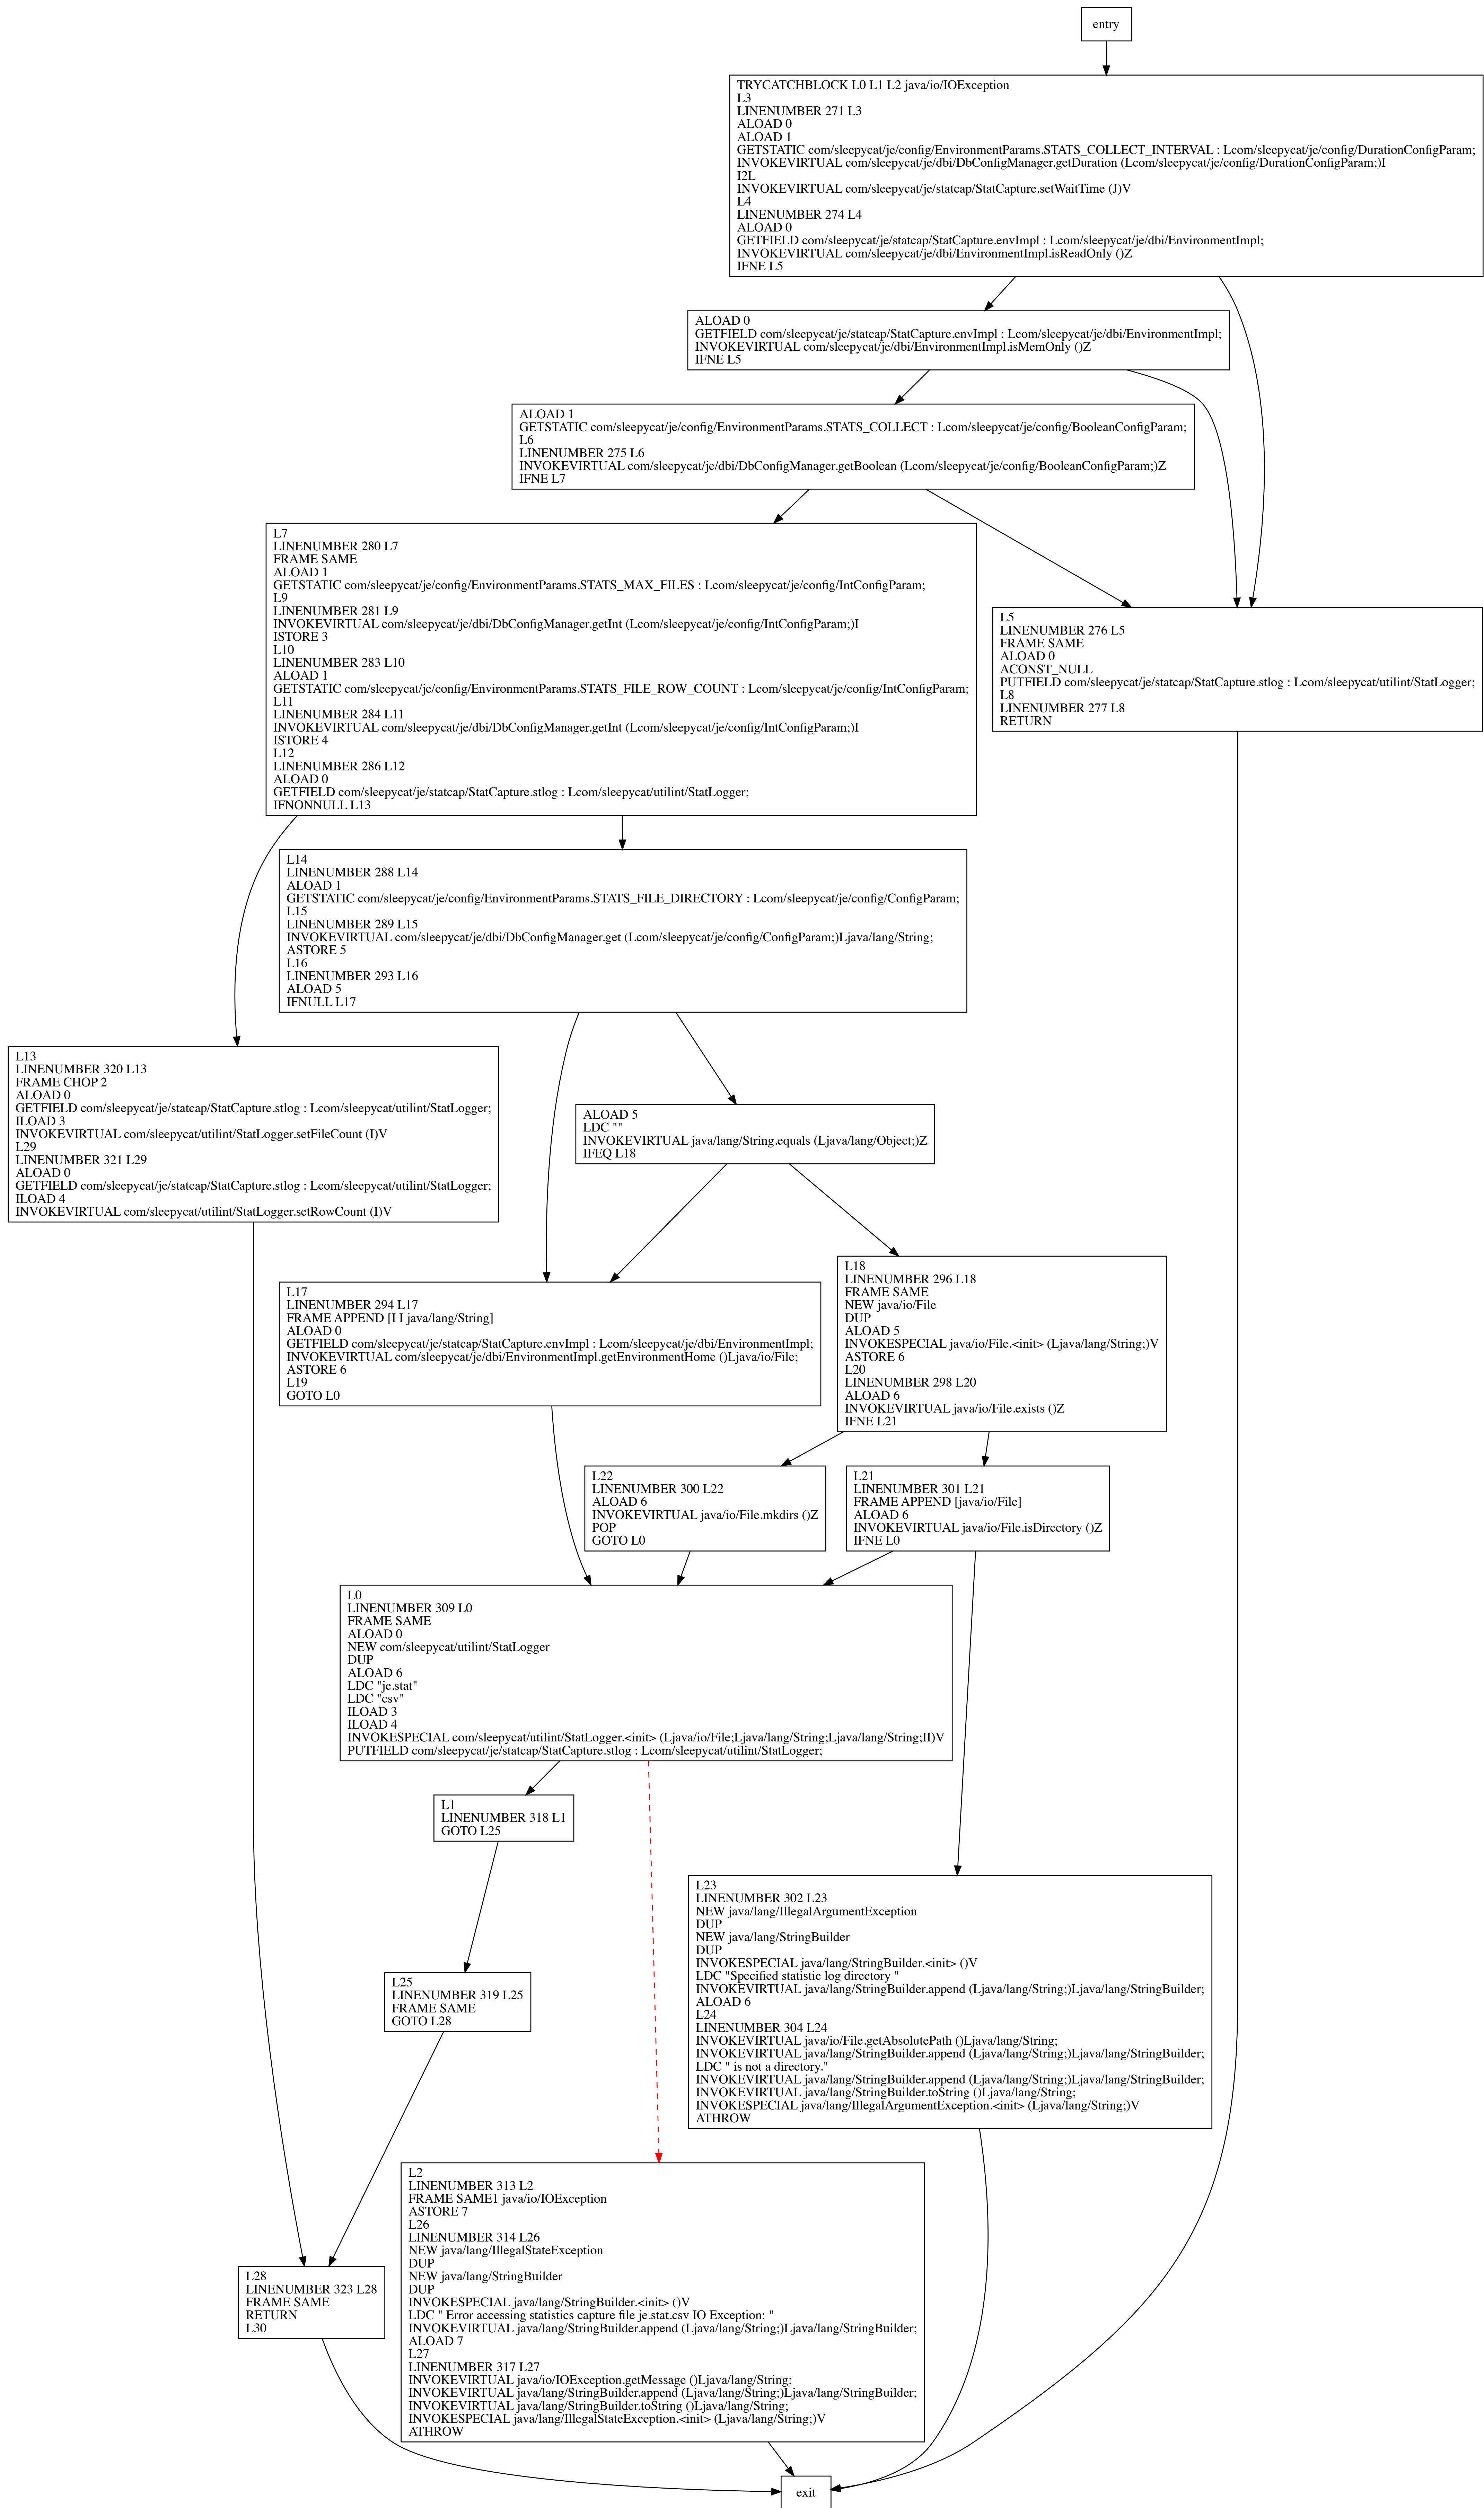 entry
TRYCATCHBLOCK L0 L1 L2 java/io/IOException
L3
LINENUMBER 271 L3
ALOAD 0
ALOAD 1
GETSTATIC com/sleepycat/je/config/EnvironmentParams.STATS_COLLECT_INTERVAL : Lcom/sleepycat/je/config/DurationConfigParam;
INVOKEVIRTUAL com/sleepycat/je/dbi/DbConfigManager.getDuration (Lcom/sleepycat/je/config/DurationConfigParam;)I
I2L
INVOKEVIRTUAL com/sleepycat/je/statcap/StatCapture.setWaitTime (J)V
L4
LINENUMBER 274 L4
ALOAD 0
GETFIELD com/sleepycat/je/statcap/StatCapture.envImpl : Lcom/sleepycat/je/dbi/EnvironmentImpl;
INVOKEVIRTUAL com/sleepycat/je/dbi/EnvironmentImpl.isReadOnly ()Z
IFNE L5
ALOAD 0
GETFIELD com/sleepycat/je/statcap/StatCapture.envImpl : Lcom/sleepycat/je/dbi/EnvironmentImpl;
INVOKEVIRTUAL com/sleepycat/je/dbi/EnvironmentImpl.isMemOnly ()Z
IFNE L5
ALOAD 1
GETSTATIC com/sleepycat/je/config/EnvironmentParams.STATS_COLLECT : Lcom/sleepycat/je/config/BooleanConfigParam;
L6
LINENUMBER 275 L6
INVOKEVIRTUAL com/sleepycat/je/dbi/DbConfigManager.getBoolean (Lcom/sleepycat/je/config/BooleanConfigParam;)Z
IFNE L7
L7
LINENUMBER 280 L7
FRAME SAME
ALOAD 1
GETSTATIC com/sleepycat/je/config/EnvironmentParams.STATS_MAX_FILES : Lcom/sleepycat/je/config/IntConfigParam;
L9
LINENUMBER 281 L9
INVOKEVIRTUAL com/sleepycat/je/dbi/DbConfigManager.getInt (Lcom/sleepycat/je/config/IntConfigParam;)I
ISTORE 3
L10
LINENUMBER 283 L10
ALOAD 1
GETSTATIC com/sleepycat/je/config/EnvironmentParams.STATS_FILE_ROW_COUNT : Lcom/sleepycat/je/config/IntConfigParam;
L11
LINENUMBER 284 L11
INVOKEVIRTUAL com/sleepycat/je/dbi/DbConfigManager.getInt (Lcom/sleepycat/je/config/IntConfigParam;)I
ISTORE 4
L12
LINENUMBER 286 L12
ALOAD 0
GETFIELD com/sleepycat/je/statcap/StatCapture.stlog : Lcom/sleepycat/utilint/StatLogger;
IFNONNULL L13
L5
LINENUMBER 276 L5
FRAME SAME
ALOAD 0
ACONST_NULL
PUTFIELD com/sleepycat/je/statcap/StatCapture.stlog : Lcom/sleepycat/utilint/StatLogger;
L8
LINENUMBER 277 L8
RETURN
L14
LINENUMBER 288 L14
ALOAD 1
GETSTATIC com/sleepycat/je/config/EnvironmentParams.STATS_FILE_DIRECTORY : Lcom/sleepycat/je/config/ConfigParam;
L15
LINENUMBER 289 L15
INVOKEVIRTUAL com/sleepycat/je/dbi/DbConfigManager.get (Lcom/sleepycat/je/config/ConfigParam;)Ljava/lang/String;
ASTORE 5
L16
LINENUMBER 293 L16
ALOAD 5
IFNULL L17
L13
LINENUMBER 320 L13
FRAME CHOP 2
ALOAD 0
GETFIELD com/sleepycat/je/statcap/StatCapture.stlog : Lcom/sleepycat/utilint/StatLogger;
ILOAD 3
INVOKEVIRTUAL com/sleepycat/utilint/StatLogger.setFileCount (I)V
L29
LINENUMBER 321 L29
ALOAD 0
GETFIELD com/sleepycat/je/statcap/StatCapture.stlog : Lcom/sleepycat/utilint/StatLogger;
ILOAD 4
INVOKEVIRTUAL com/sleepycat/utilint/StatLogger.setRowCount (I)V
ALOAD 5
LDC ""
INVOKEVIRTUAL java/lang/String.equals (Ljava/lang/Object;)Z
IFEQ L18
L17
LINENUMBER 294 L17
FRAME APPEND [I I java/lang/String]
ALOAD 0
GETFIELD com/sleepycat/je/statcap/StatCapture.envImpl : Lcom/sleepycat/je/dbi/EnvironmentImpl;
INVOKEVIRTUAL com/sleepycat/je/dbi/EnvironmentImpl.getEnvironmentHome ()Ljava/io/File;
ASTORE 6
L19
GOTO L0
L18
LINENUMBER 296 L18
FRAME SAME
NEW java/io/File
DUP
ALOAD 5
INVOKESPECIAL java/io/File.<init> (Ljava/lang/String;)V
ASTORE 6
L20
LINENUMBER 298 L20
ALOAD 6
INVOKEVIRTUAL java/io/File.exists ()Z
IFNE L21
L22
LINENUMBER 300 L22
ALOAD 6
INVOKEVIRTUAL java/io/File.mkdirs ()Z
POP
GOTO L0
L21
LINENUMBER 301 L21
FRAME APPEND [java/io/File]
ALOAD 6
INVOKEVIRTUAL java/io/File.isDirectory ()Z
IFNE L0
L0
LINENUMBER 309 L0
FRAME SAME
ALOAD 0
NEW com/sleepycat/utilint/StatLogger
DUP
ALOAD 6
LDC "je.stat"
LDC "csv"
ILOAD 3
ILOAD 4
INVOKESPECIAL com/sleepycat/utilint/StatLogger.<init> (Ljava/io/File;Ljava/lang/String;Ljava/lang/String;II)V
PUTFIELD com/sleepycat/je/statcap/StatCapture.stlog : Lcom/sleepycat/utilint/StatLogger;
L1
LINENUMBER 318 L1
GOTO L25
L23
LINENUMBER 302 L23
NEW java/lang/IllegalArgumentException
DUP
NEW java/lang/StringBuilder
DUP
INVOKESPECIAL java/lang/StringBuilder.<init> ()V
LDC "Specified statistic log directory "
INVOKEVIRTUAL java/lang/StringBuilder.append (Ljava/lang/String;)Ljava/lang/StringBuilder;
ALOAD 6
L24
LINENUMBER 304 L24
INVOKEVIRTUAL java/io/File.getAbsolutePath ()Ljava/lang/String;
INVOKEVIRTUAL java/lang/StringBuilder.append (Ljava/lang/String;)Ljava/lang/StringBuilder;
LDC " is not a directory."
INVOKEVIRTUAL java/lang/StringBuilder.append (Ljava/lang/String;)Ljava/lang/StringBuilder;
INVOKEVIRTUAL java/lang/StringBuilder.toString ()Ljava/lang/String;
INVOKESPECIAL java/lang/IllegalArgumentException.<init> (Ljava/lang/String;)V
ATHROW
L25
LINENUMBER 319 L25
FRAME SAME
GOTO L28
L2
LINENUMBER 313 L2
FRAME SAME1 java/io/IOException
ASTORE 7
L26
LINENUMBER 314 L26
NEW java/lang/IllegalStateException
DUP
NEW java/lang/StringBuilder
DUP
INVOKESPECIAL java/lang/StringBuilder.<init> ()V
LDC " Error accessing statistics capture file je.stat.csv IO Exception: "
INVOKEVIRTUAL java/lang/StringBuilder.append (Ljava/lang/String;)Ljava/lang/StringBuilder;
ALOAD 7
L27
LINENUMBER 317 L27
INVOKEVIRTUAL java/io/IOException.getMessage ()Ljava/lang/String;
INVOKEVIRTUAL java/lang/StringBuilder.append (Ljava/lang/String;)Ljava/lang/StringBuilder;
INVOKEVIRTUAL java/lang/StringBuilder.toString ()Ljava/lang/String;
INVOKESPECIAL java/lang/IllegalStateException.<init> (Ljava/lang/String;)V
ATHROW
L28
LINENUMBER 323 L28
FRAME SAME
RETURN
L30
exit